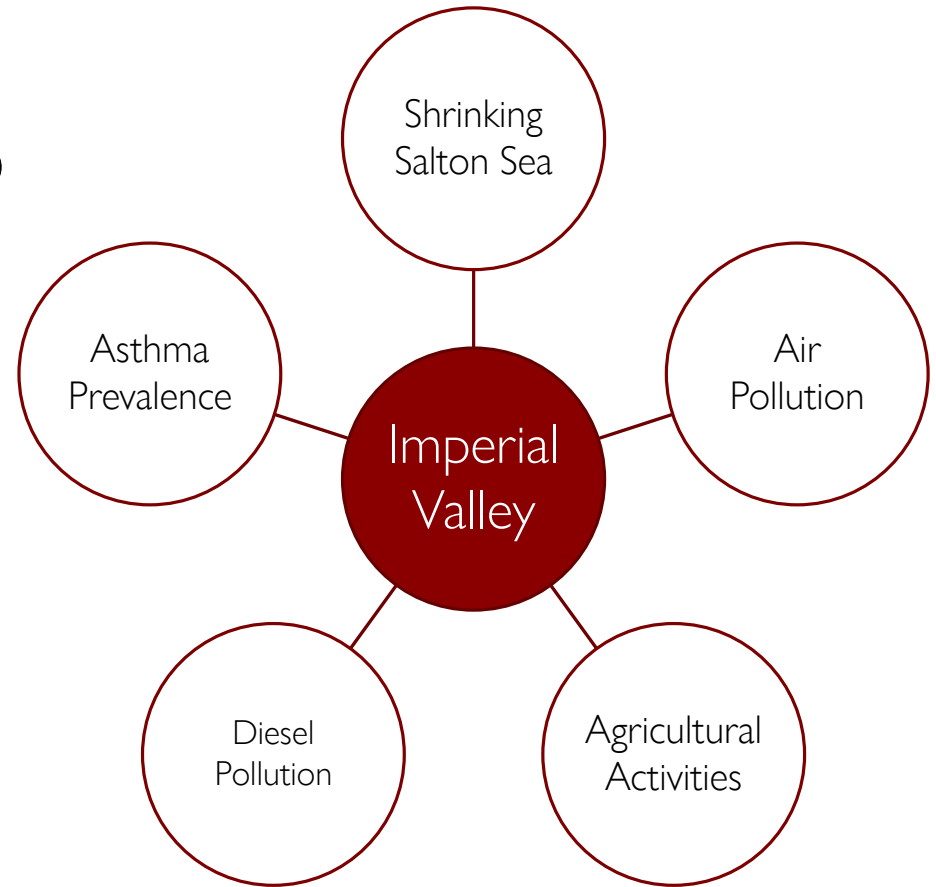 Shrinking
Salton Sea
Asthma
Prevalence
Air
Pollution
Imperial
Valley
Diesel
Pollution
Agricultural
Activities